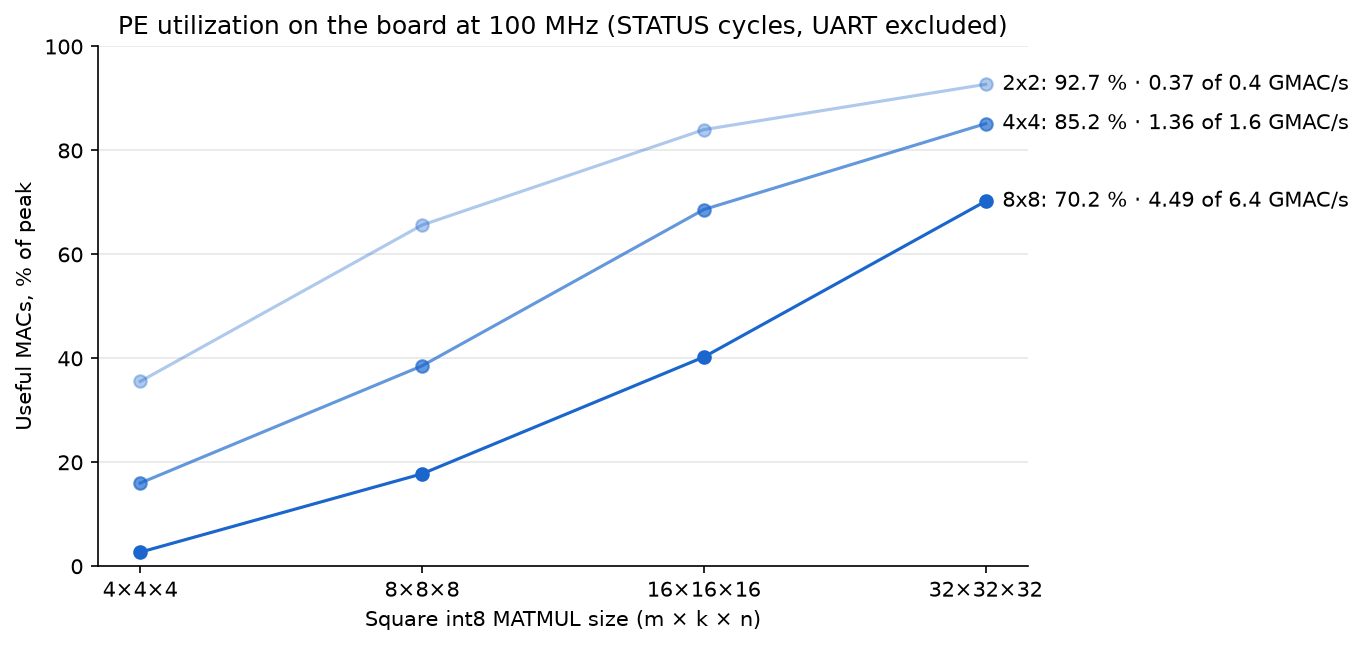 PE utilization on the board at 100 MHz (STATUS cycles, UART excluded)
100
80
60
40
20
0
Useful MACs, % of peak
2x2: 92.7 % · 0.37 of 0.4 GMAC/s
4x4: 85.2 % · 1.36 of 1.6 GMAC/s
8x8: 70.2 % · 4.49 of 6.4 GMAC/s
4×4×4
8×8×8
16×16×16
32×32×32
Square int8 MATMUL size (m × k × n)